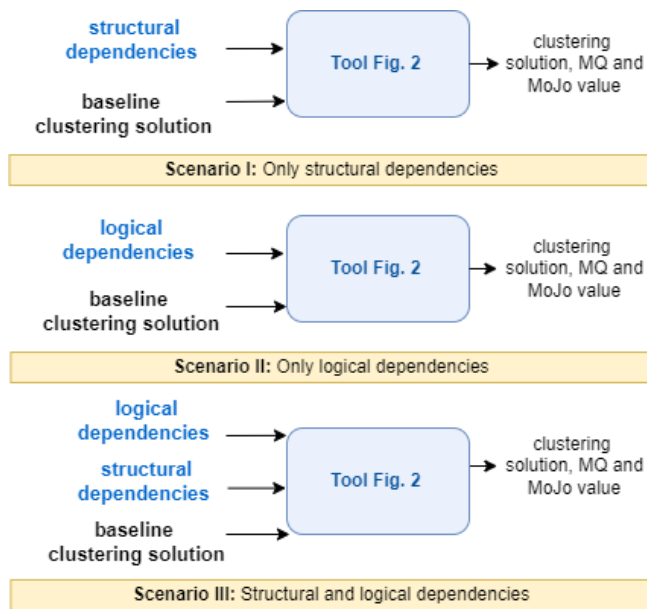 structural
dependencies
baseline
clustering solution
Tool Fig. 2
clustering
solution, MQ and
MoJo value
Scenario I: Only structural dependencies
logical
dependencies
baseline
clustering solution
Tool Fig. 2
clustering
solution, MQ and
MoJo value
Scenario II: Only logical dependencies
logical
dependencies
structural
dependencies
baseline
clustering solution
Tool Fig. 2
clustering
solution, MQ and
MoJo value
Scenario III: Structural and logical dependencies